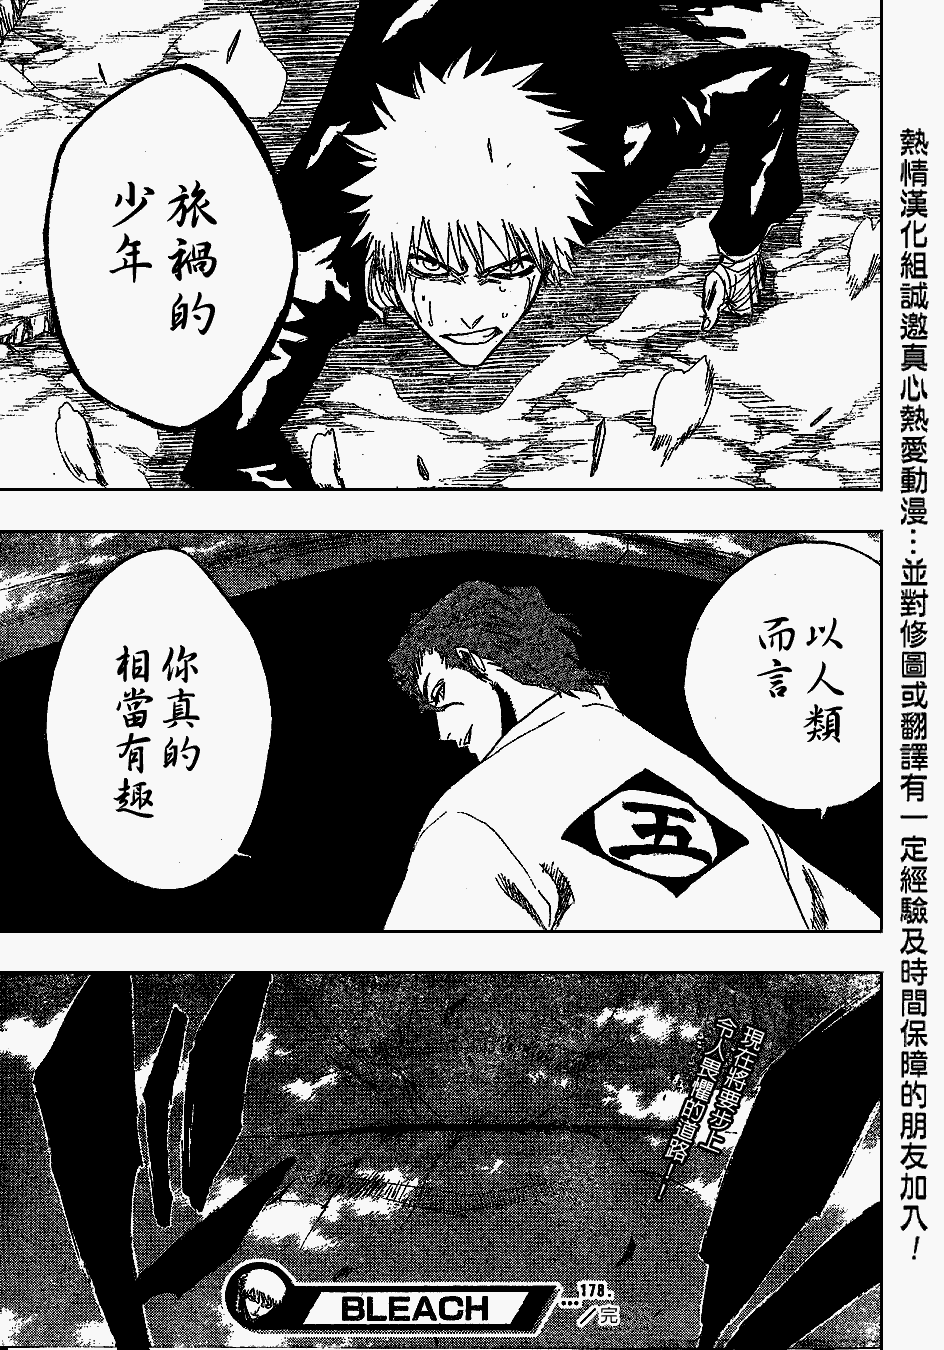 旅禍的
少年
以人類
而言
你真的
相當有趣
五
現在將要步上
令人畏懼的道路！
BLEACH
...178.
／完
熱情漢化組誠邀真心熱愛動漫…並對修圖或翻譯有一定經驗及時間保障的朋友加入！